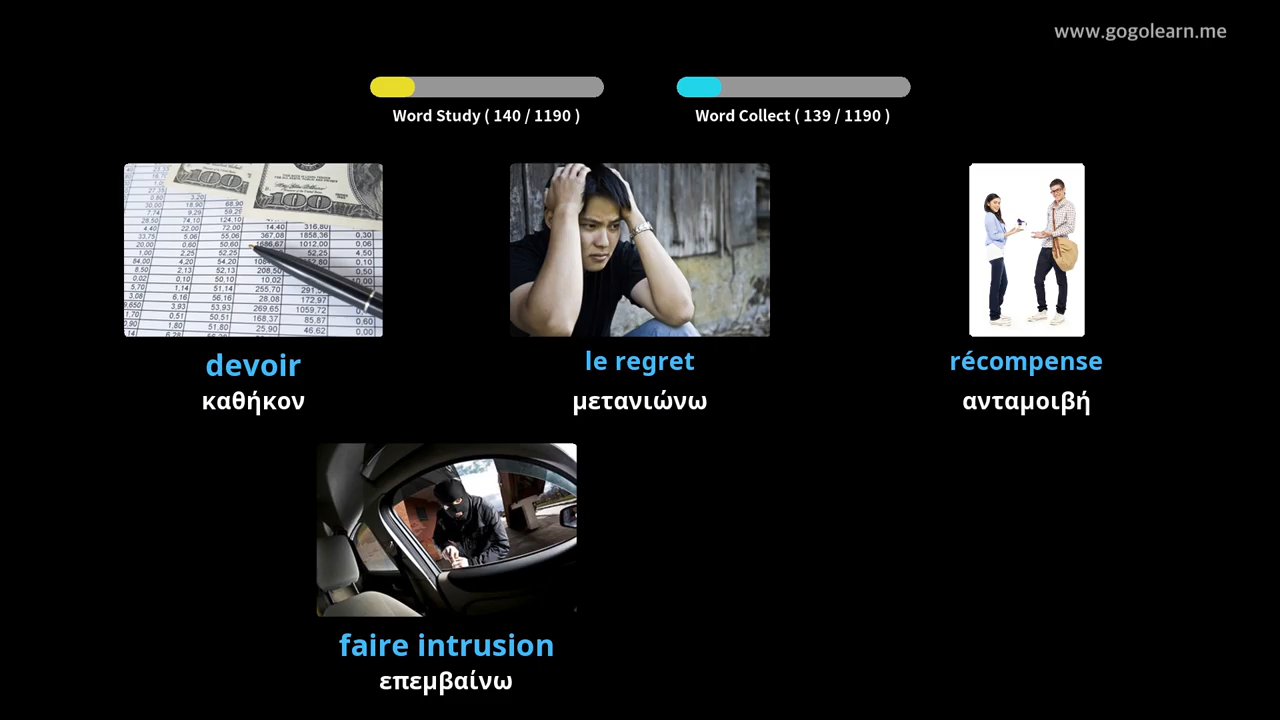 www.gogolearn.me
Word Study ( 140 / 1190 )
Word Collect ( 139 / 1190 )
devoir
καθήκον
le regret
μετανιώνω
récompense
ανταμοιβή
faire intrusion
επεμβαίνω